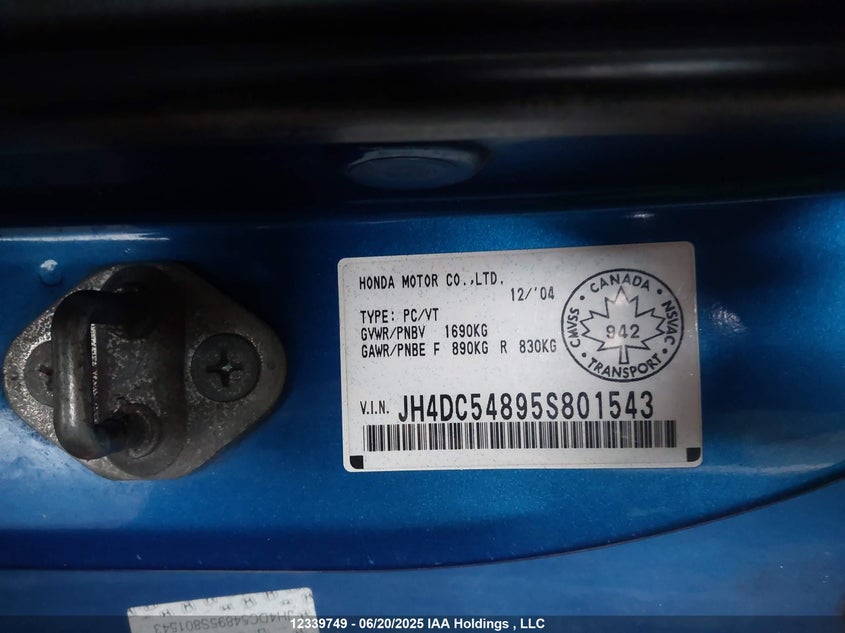 HONDA MOTOR CO.,LTD.
12/'04
TYPE: PC/VT
GVWR/PNBV 1690KG
GAWR/PNBE F 890KG R 830KG
CANADA
CMVSS
942
NSVAC
TRANSPORT
V.I.N. JH4DC54895S801543
JH4DC54895S801543
12339749 - 06/20/2025 IAA Holdings , LLC